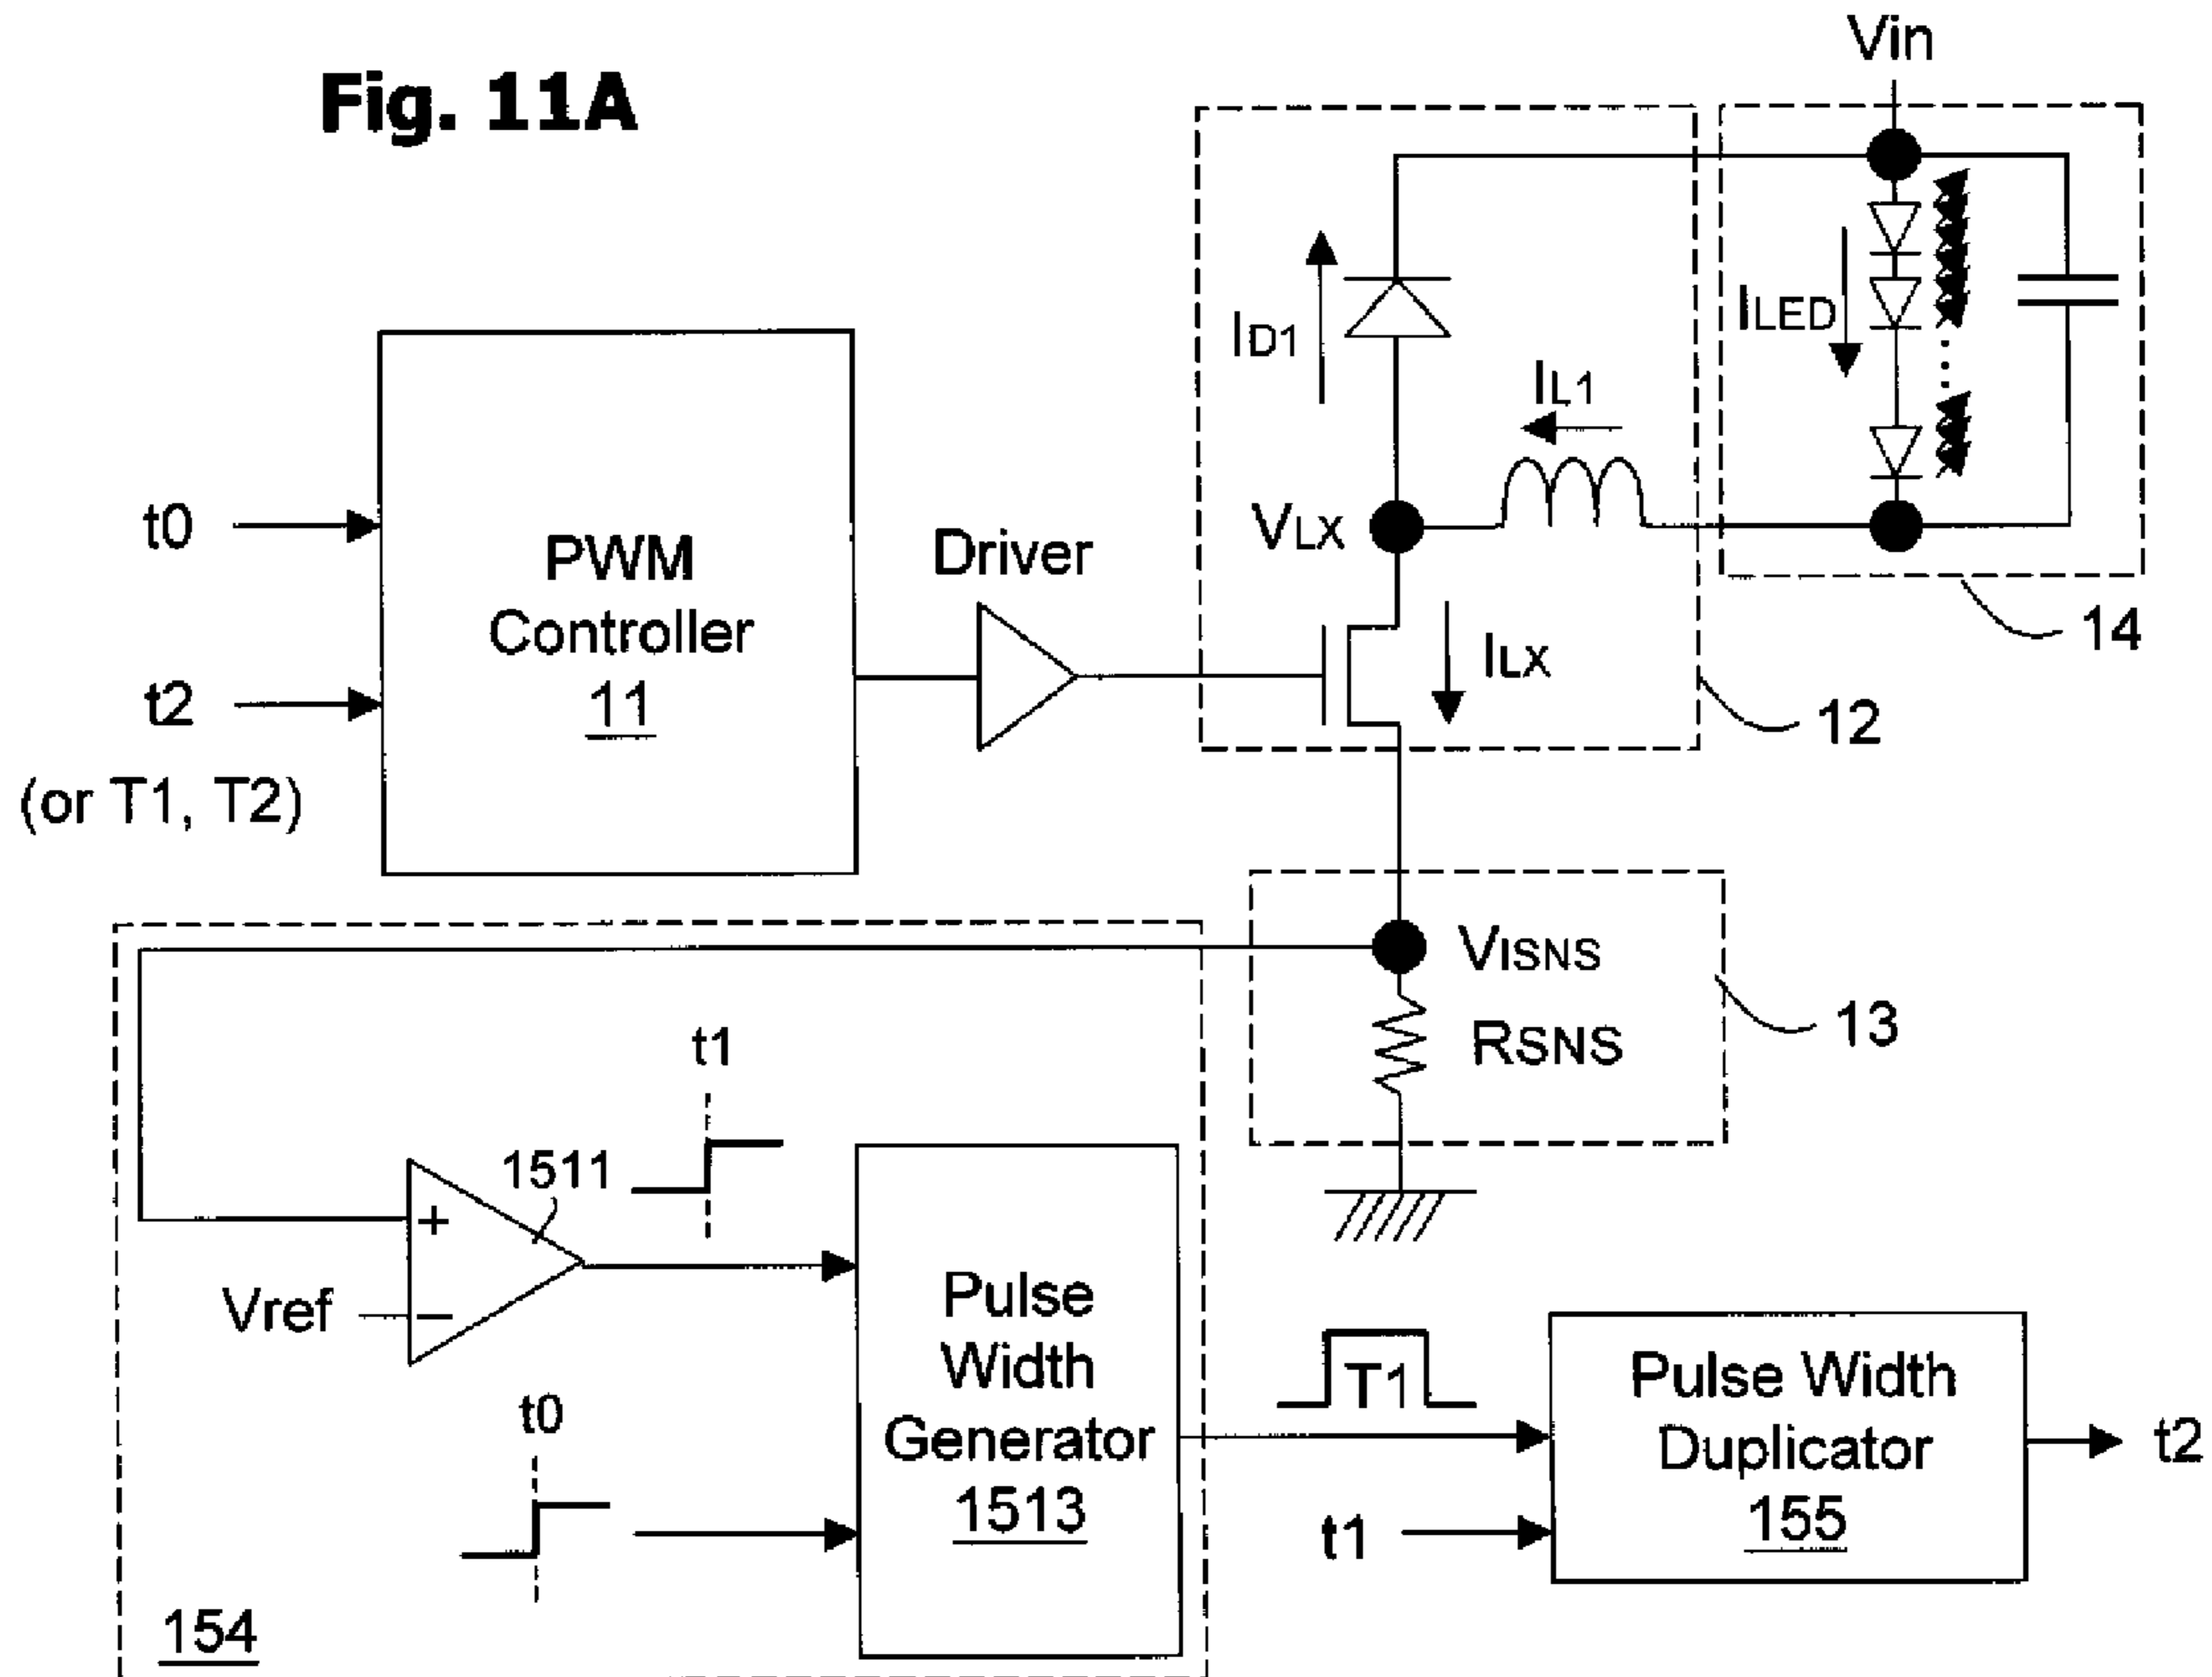 Fig. 11A
Vin
ID1
IL1
ILED
VLX
ILX
14
12
t0
t2
(or T1, T2)
PWM
Controller
11
Driver
VISNS
RSNS
13
t1
1511
+
−
Vref
t0
Pulse
Width
Generator
1513
154
T1
t1
Pulse Width
Duplicator
155
t2